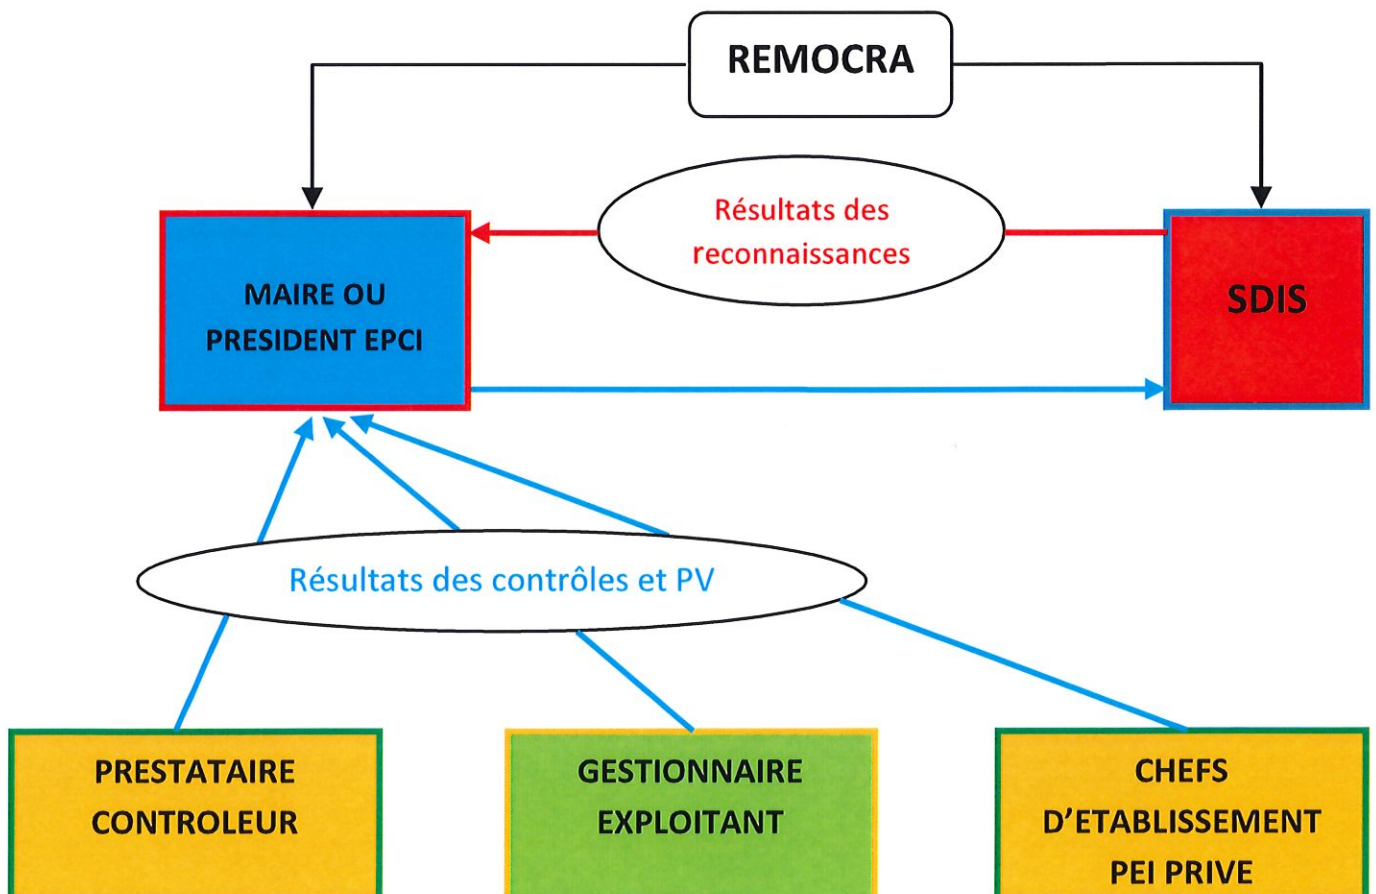 REMOCRA
Résultats des
reconnaissances
MAIRE OU
PRESIDENT EPCI
SDIS
Résultats des contrôles et PV
PRESTATAIRE
CONTROLEUR
GESTIONNAIRE
EXPLOITANT
CHEFS
D'ETABLISSEMENT
PEI PRIVE